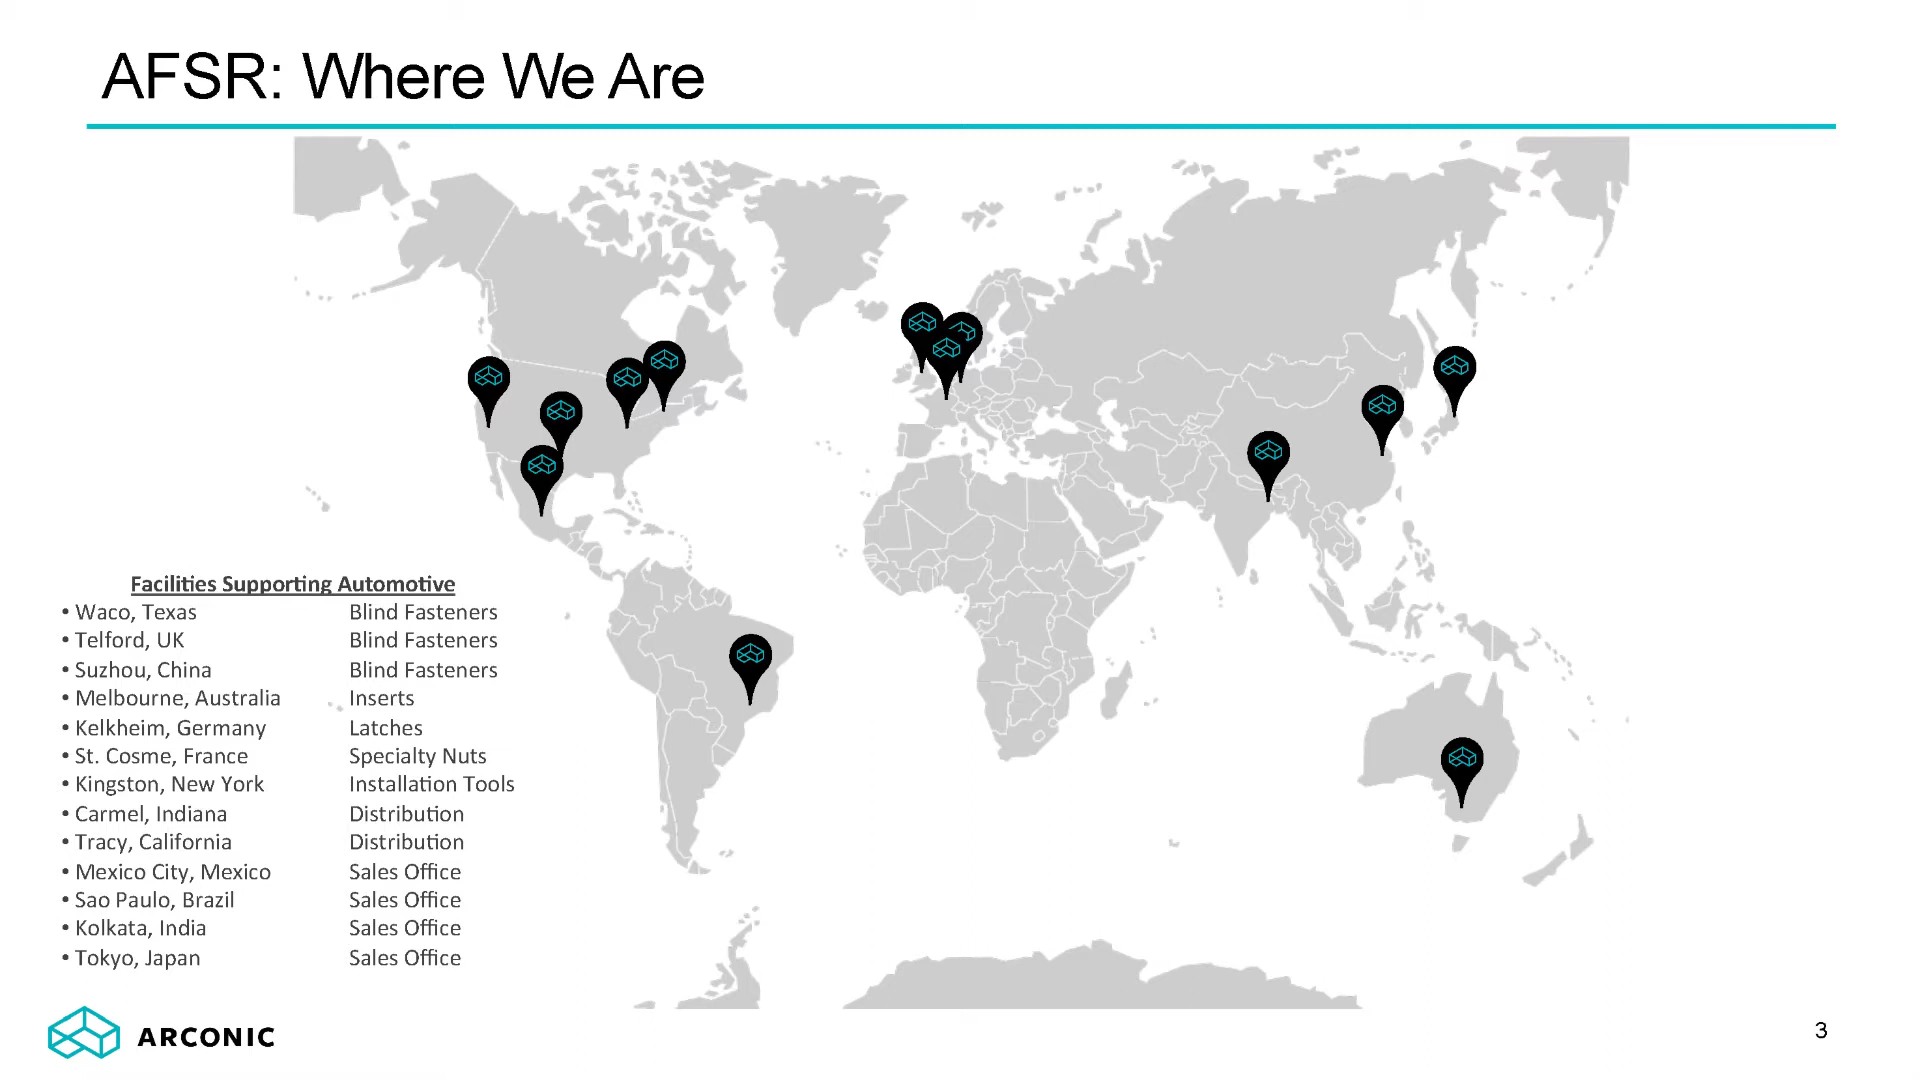 AFSR: Where We Are
Facilities Supporting Automotive
• Waco, Texas Blind Fasteners
• Telford, UK Blind Fasteners
• Suzhou, China Blind Fasteners
• Melbourne, Australia Inserts
• Kelkheim, Germany Latches
• St. Cosme, France Specialty Nuts
• Kingston, New York Installation Tools
• Carmel, Indiana Distribution
• Tracy, California Distribution
• Mexico City, Mexico Sales Office
• Sao Paulo, Brazil Sales Office
• Kolkata, India Sales Office
• Tokyo, Japan Sales Office
ARCONIC
3